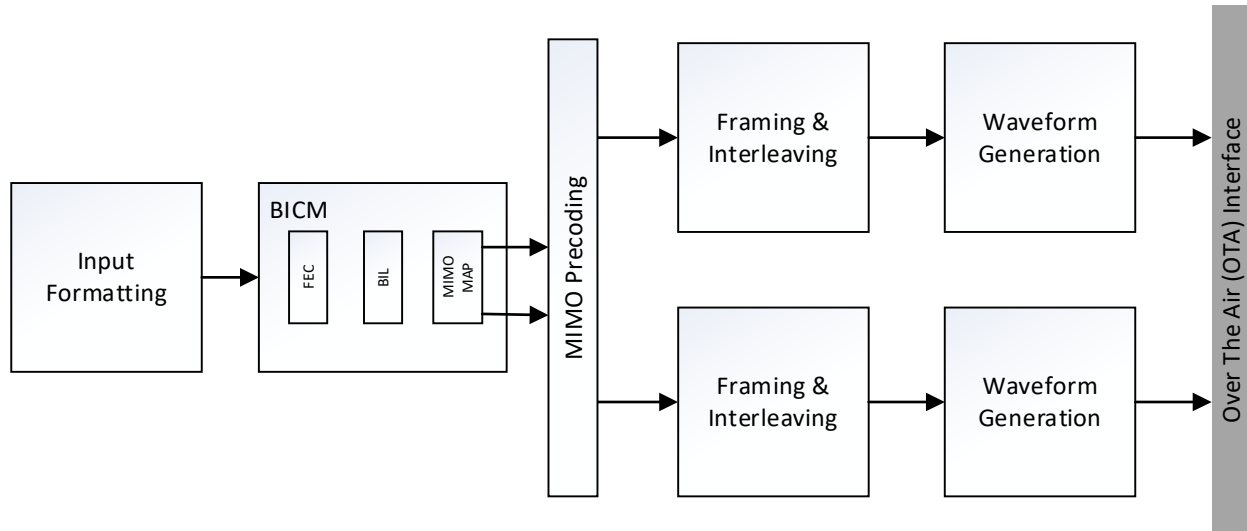 Input
Formatting
BICM
FEC
BIL
MIMO
MAP
MIMO Precoding
Framing &
Interleaving
Waveform
Generation
Framing &
Interleaving
Waveform
Generation
Over The Air (OTA) Interface